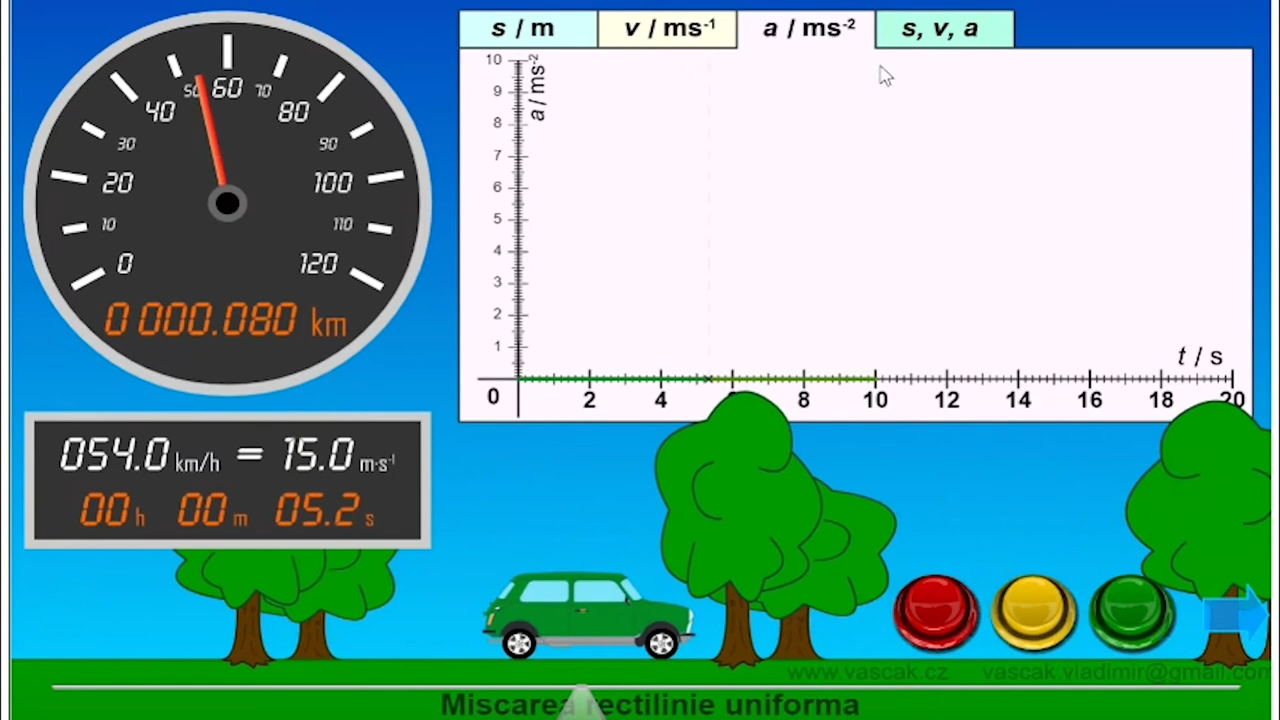 s / m
v / ms-1
a / ms-2
s, v, a
0
10
20
30
40
50
60
70
80
90
100
110
120
0 000.080 km
054.0 km/h = 15.0 m·s-1
00 h 00 m 05.2 s
a / ms-2
10
9
8
7
6
5
4
3
2
1
t / s
0 2 4 6 8 10 12 14 16 18 20
www.vascak.cz vascak.vladimir@gmail.com
Miscarea rectilinie uniforma